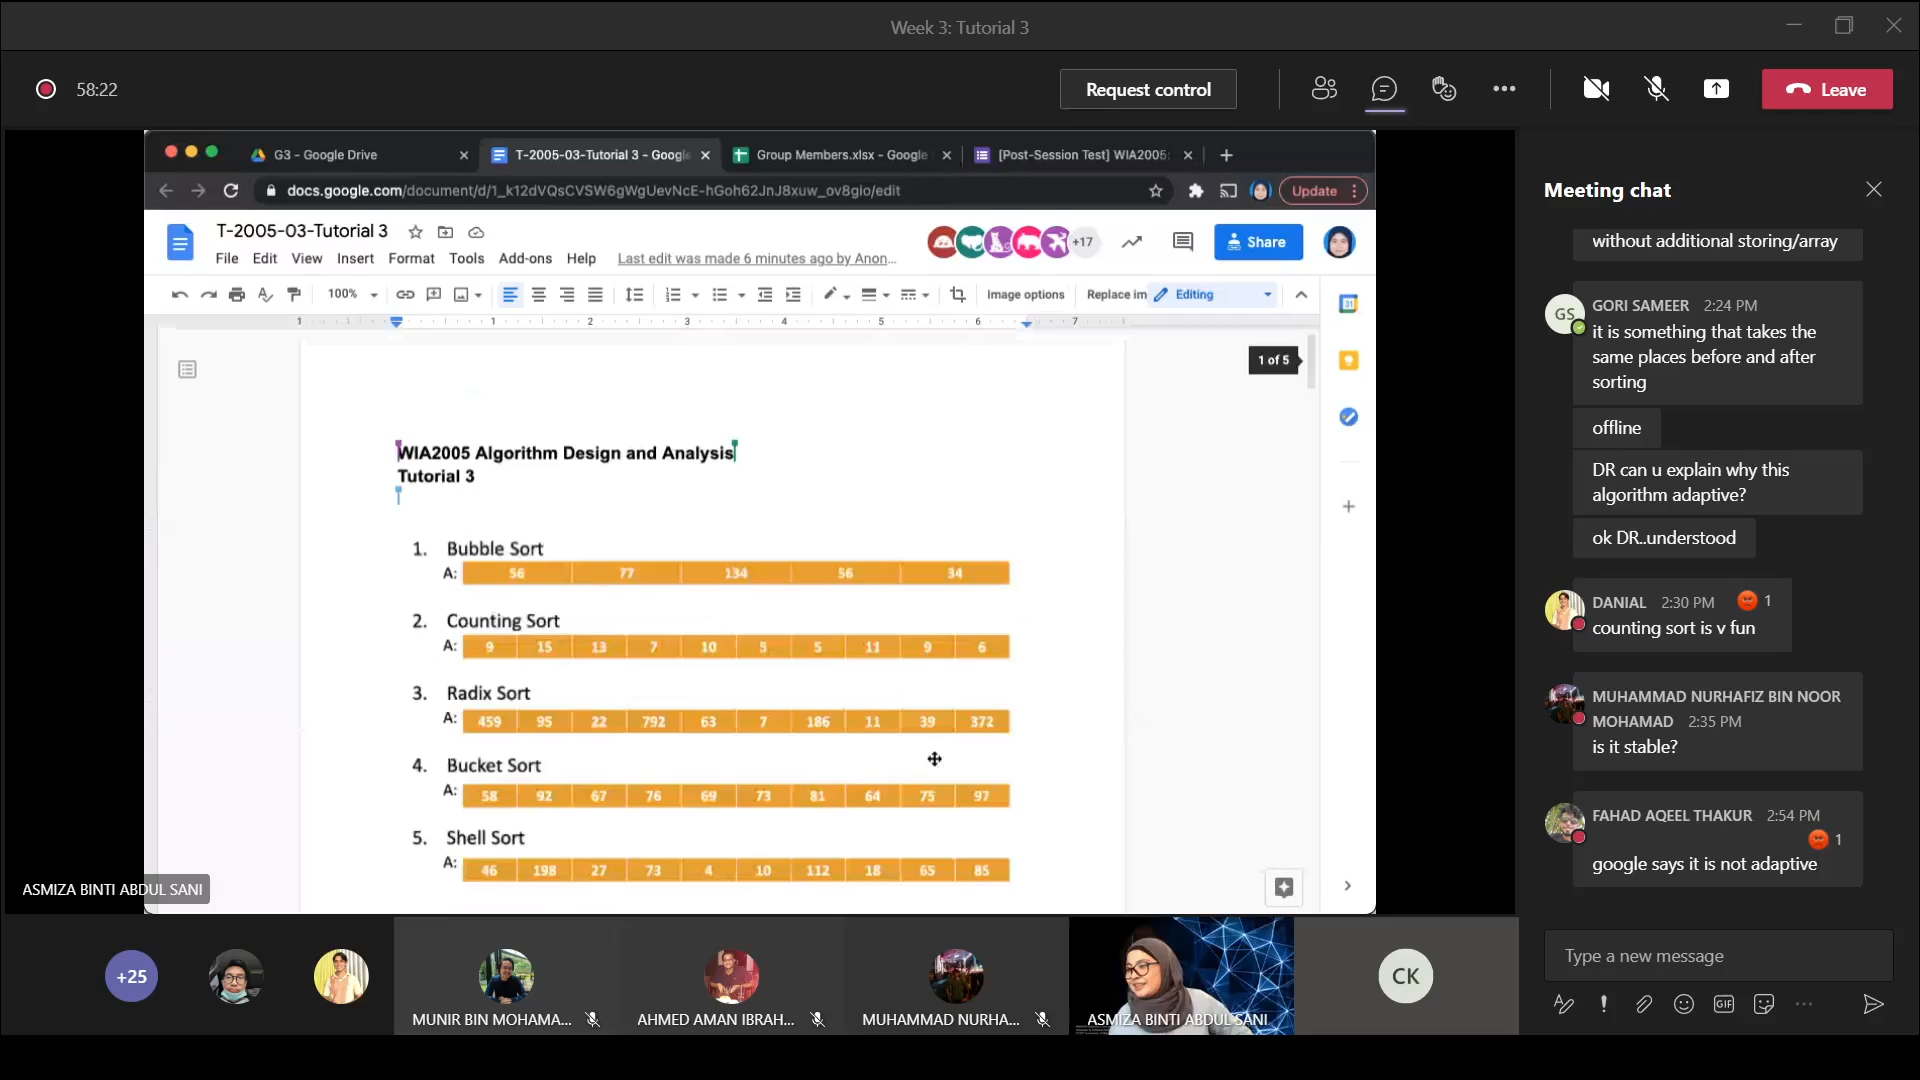 Week 3: Tutorial 3
58:22
Request control
Leave
G3 - Google Drive
T-2005-03-Tutorial 3 - Google
Group Members.xlsx - Google
[Post-Session Test] WIA2005:
docs.google.com/document/d/1_k12dVQsCVSW6gWgUevNcE-hGoh62JnJ8xuw_ov8gio/edit
Update
T-2005-03-Tutorial 3
+17
Share
File Edit View Insert Format Tools Add-ons Help
Last edit was made 6 minutes ago by Anon...
100%
Image options
Replace im
Editing
1 1 2 3 4 5 6 7
31
1 of 5
WIA2005 Algorithm Design and Analysis
Tutorial 3
1. Bubble Sort
A: 56 77 134 56 34
2. Counting Sort
A: 9 15 13 7 10 5 5 11 9 6
3. Radix Sort
A: 459 95 22 792 63 7 186 11 39 372
4. Bucket Sort
A: 58 92 67 76 69 73 81 64 75 97
5. Shell Sort
A: 46 198 27 73 4 10 112 18 65 85
ASMIZA BINTI ABDUL SANI
+25
MUNIR BIN MOHAMA...
AHMED AMAN IBRAH...
MUHAMMAD NURHA...
ASMIZA BINTI ABDUL SANI
CK
Meeting chat
without additional storing/array
GS
GORI SAMEER 2:24 PM
it is something that takes the
same places before and after
sorting
offline
DR can u explain why this
algorithm adaptive?
ok DR..understood
DANIAL 2:30 PM 1
counting sort is v fun
MUHAMMAD NURHAFIZ BIN NOOR
MOHAMAD 2:35 PM
is it stable?
FAHAD AQEEL THAKUR 2:54 PM
1
google says it is not adaptive
Type a new message
GIF